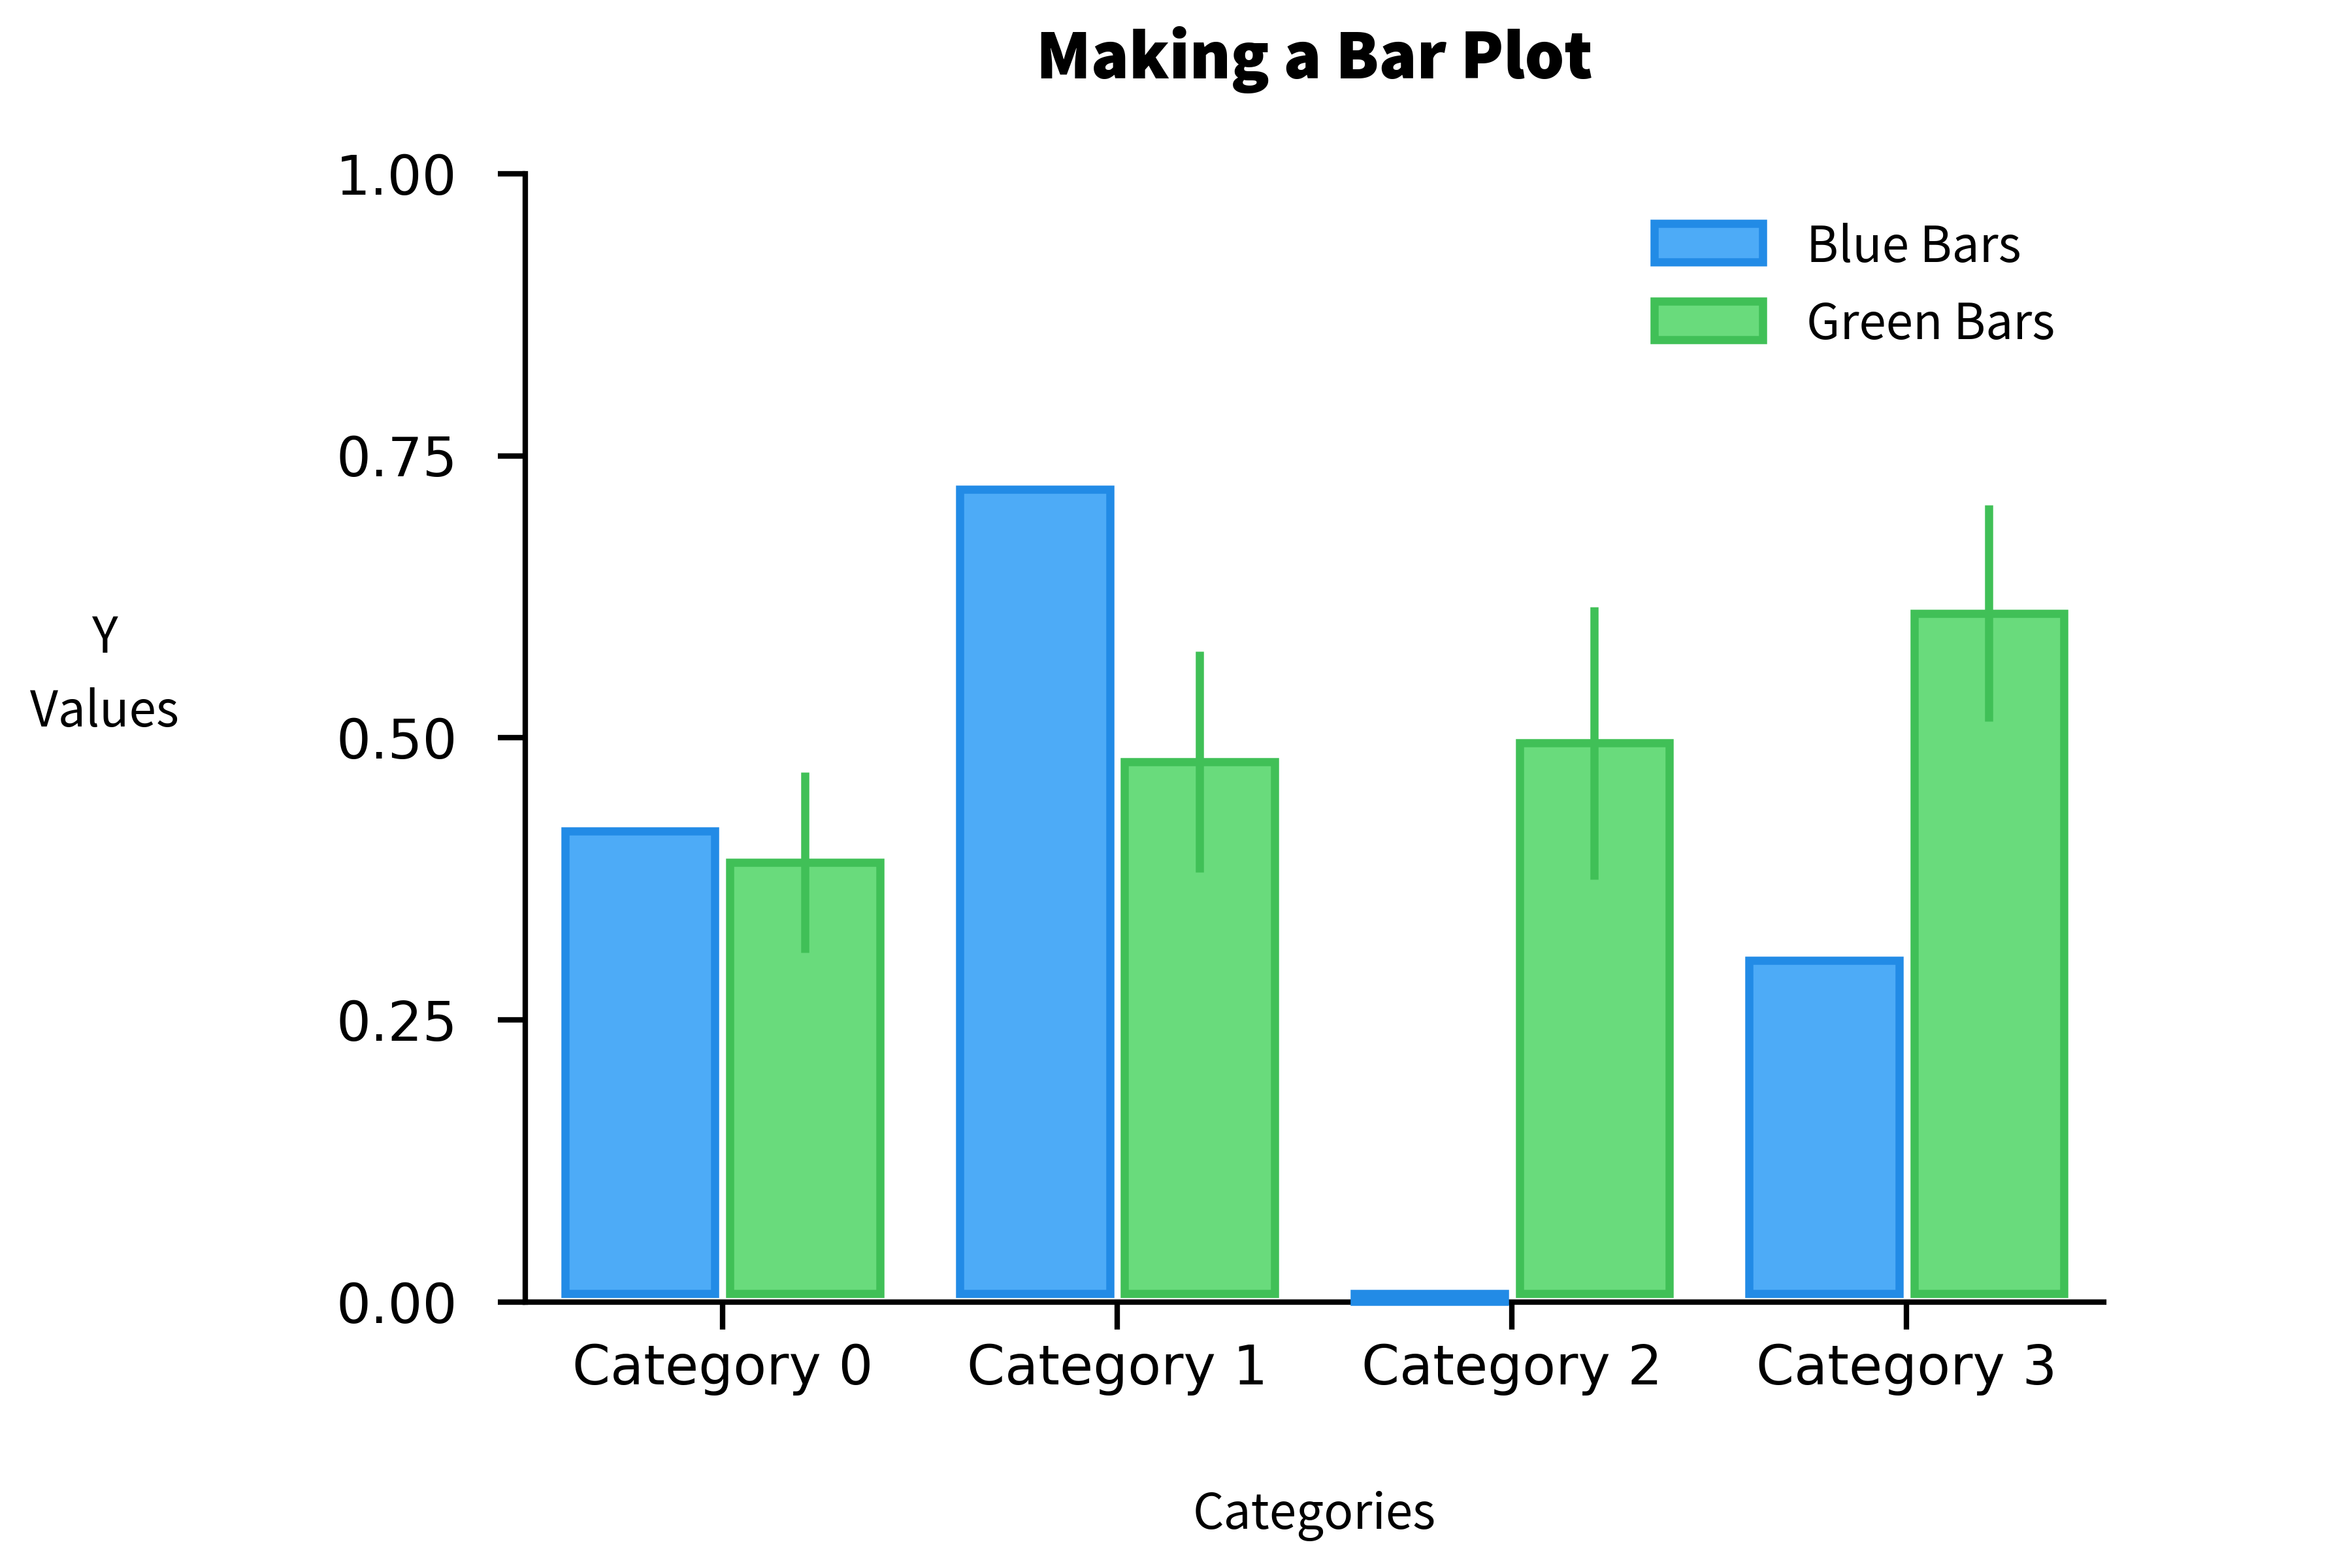 Making a Bar Plot
1.00
0.75
0.50
0.25
0.00
Y
Values
Blue Bars
Green Bars
Category 0
Category 1
Category 2
Category 3
Categories